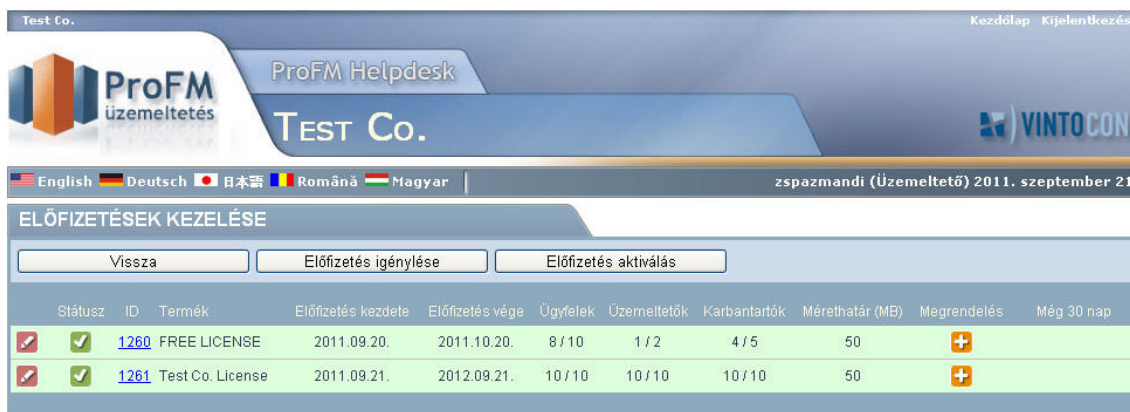 Test Co. Kezdőlap Kijelentkezés
ProFM
üzemeltetés
ProFM Helpdesk
TEST CO.
VINTOCON
English Deutsch 日本語 Română Magyar zspazmandi (Üzemeltető) 2011. szeptember 21
ELŐFIZETÉSEK KEZELÉSE
Vissza Előfizetés igénylése Előfizetés aktiválás
Státusz ID Termék Előfizetés kezdete Előfizetés vége Ügyfelek Üzemeltetők Karbantartók Mérethatár (MB) Megrendelés Még 30 nap
1260 FREE LICENSE 2011.09.20. 2011.10.20. 8/10 1/2 4/5 50
1261 Test Co. License 2011.09.21. 2012.09.21. 10/10 10/10 10/10 50